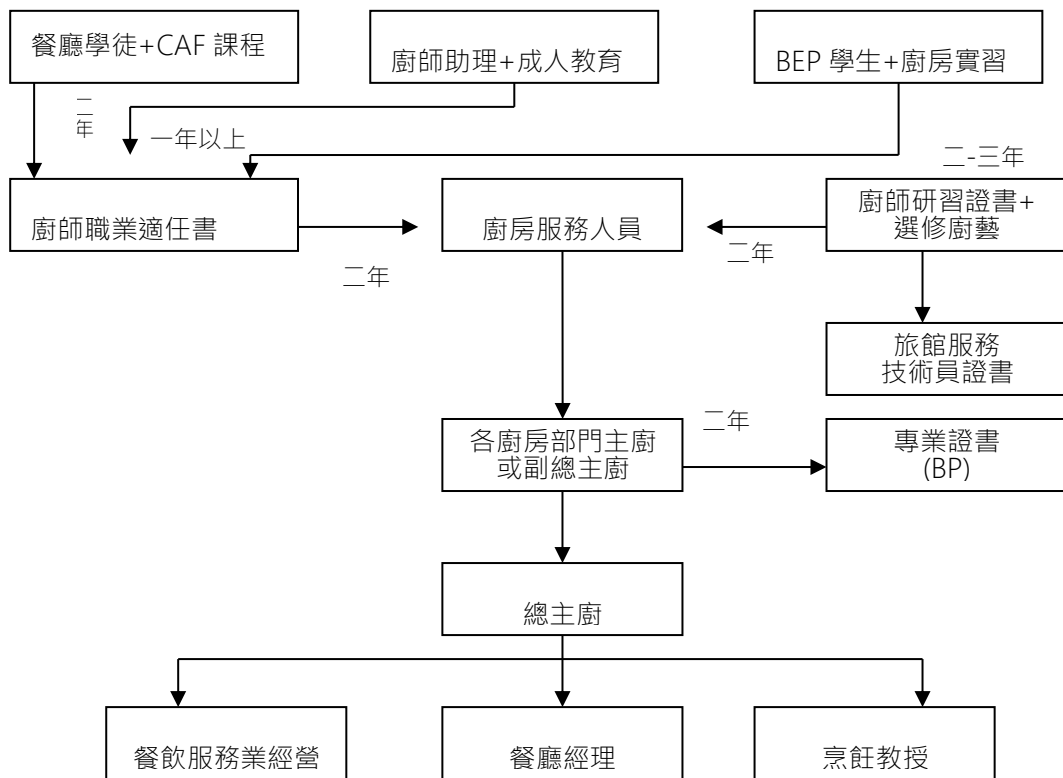 餐廳學徒+CAF 課程
廚師助理+成人教育
BEP 學生+廚房實習
二年
一年以上
二-三年
廚師職業適任書
廚房服務人員
廚師研習證書+
選修廚藝
二年
二年
旅館服務
技術員證書
各廚房部門主廚
或副總主廚
二年
專業證書
(BP)
總主廚
餐飲服務業經營
餐廳經理
烹飪教授